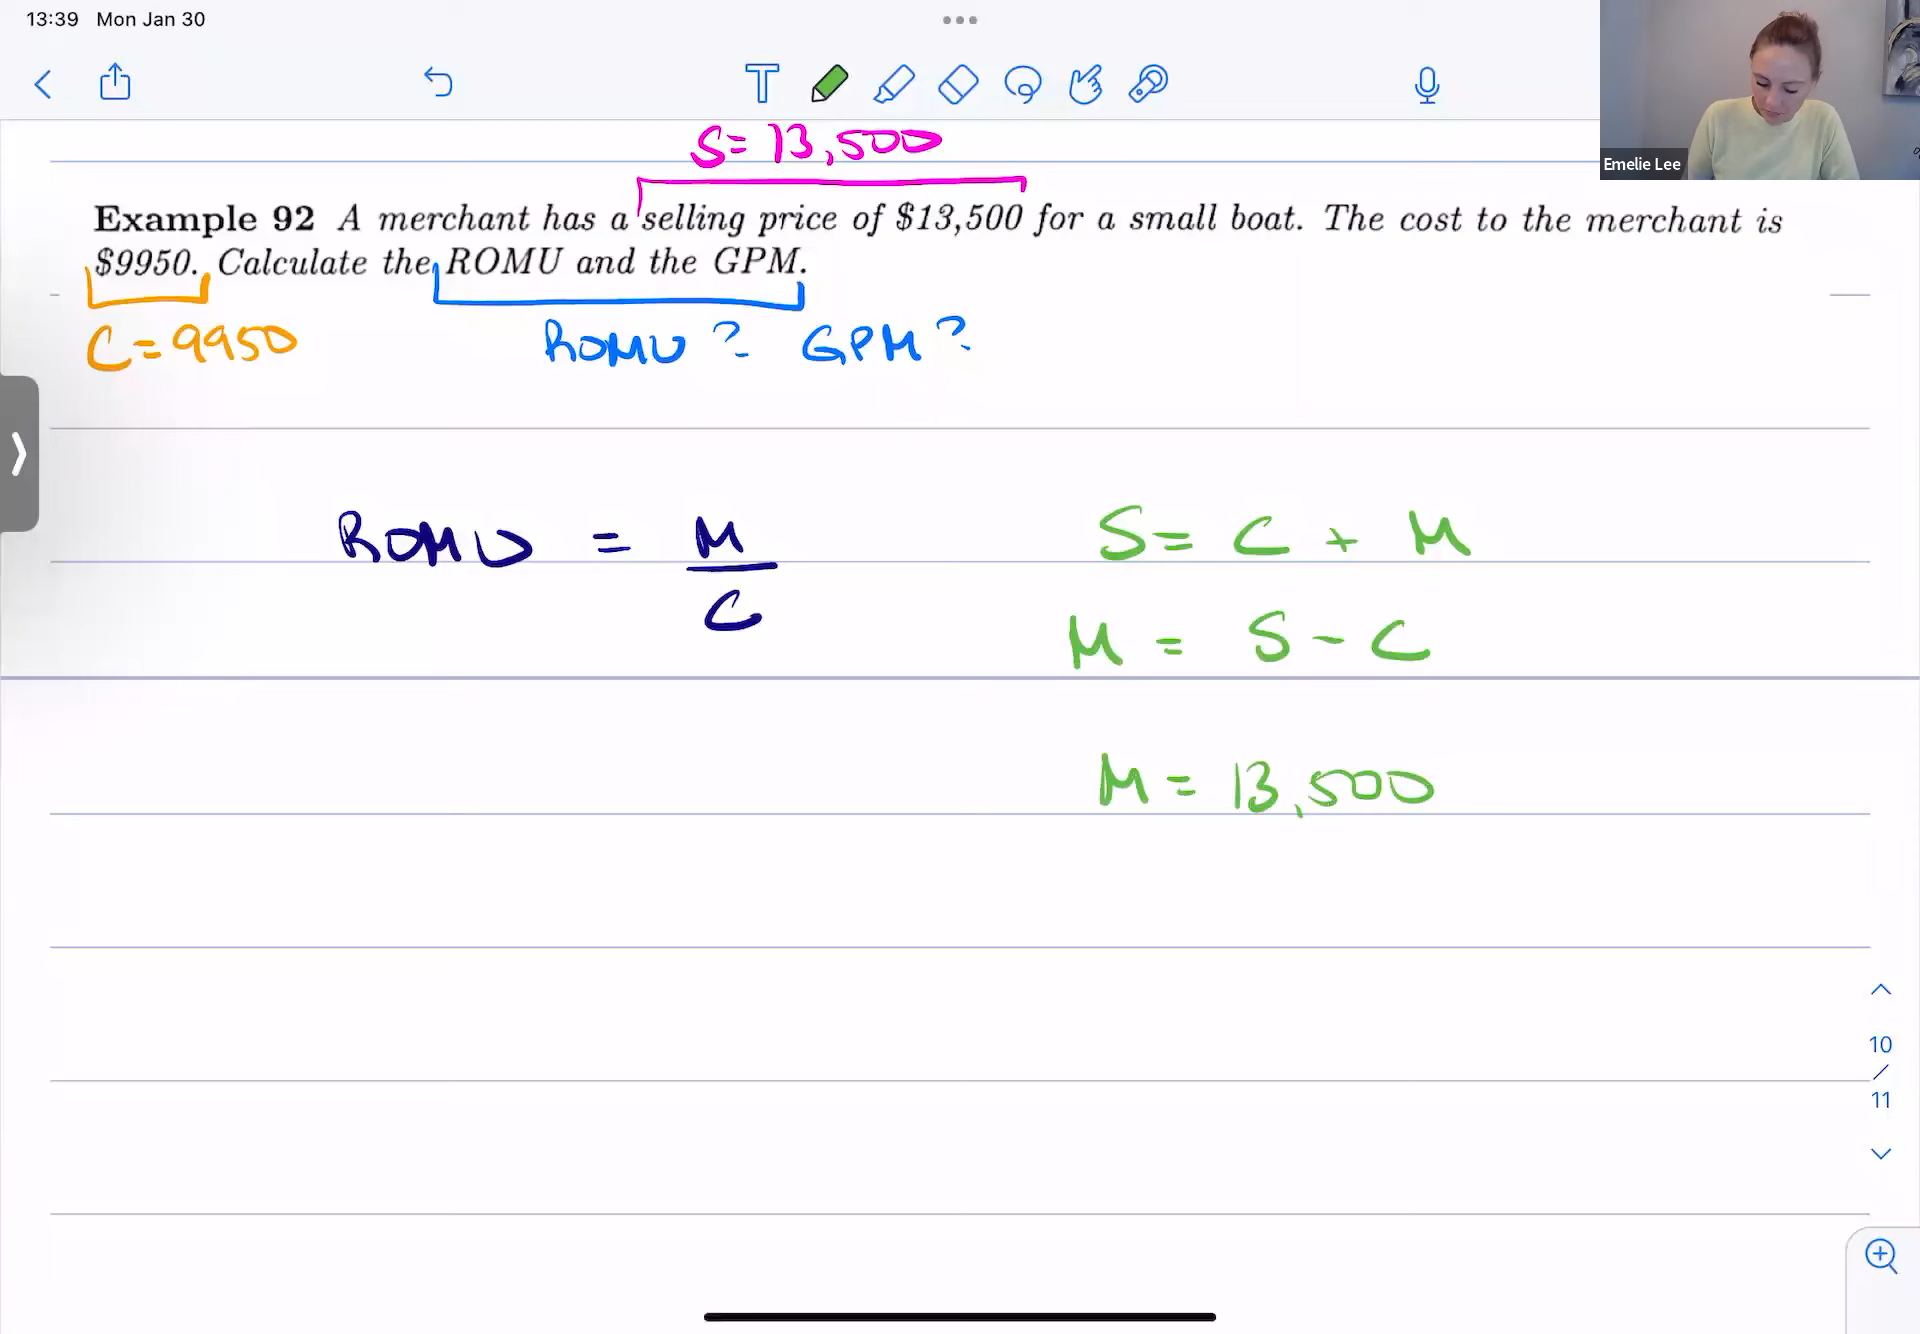 13:39 Mon Jan 30
Emelie Lee
S= 13,500
Example 92 A merchant has a selling price of $13,500 for a small boat. The cost to the merchant is
$9950. Calculate the ROMU and the GPM.
C=9950
ROMU? GPM?
ROMU = M/C
S= C + M
M = S - C
M = 13,500
10
/
11